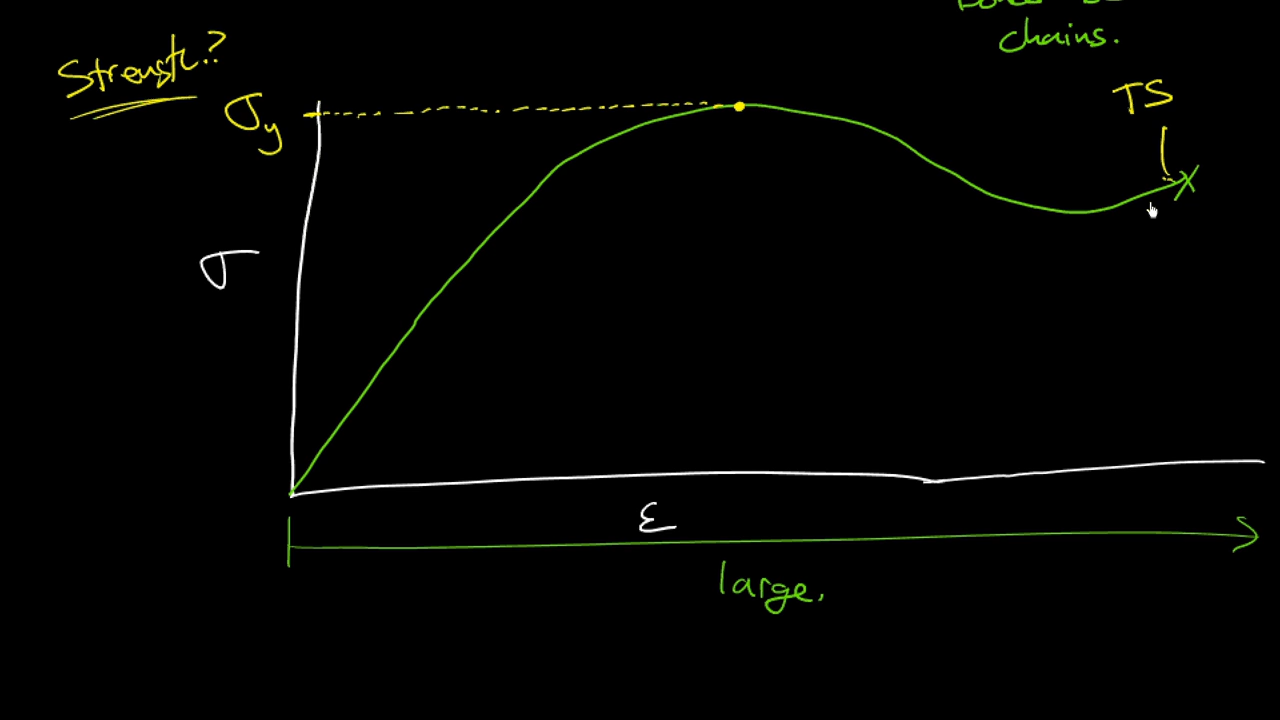 chains.
Strength?
TS
σy
σ
ε
large.